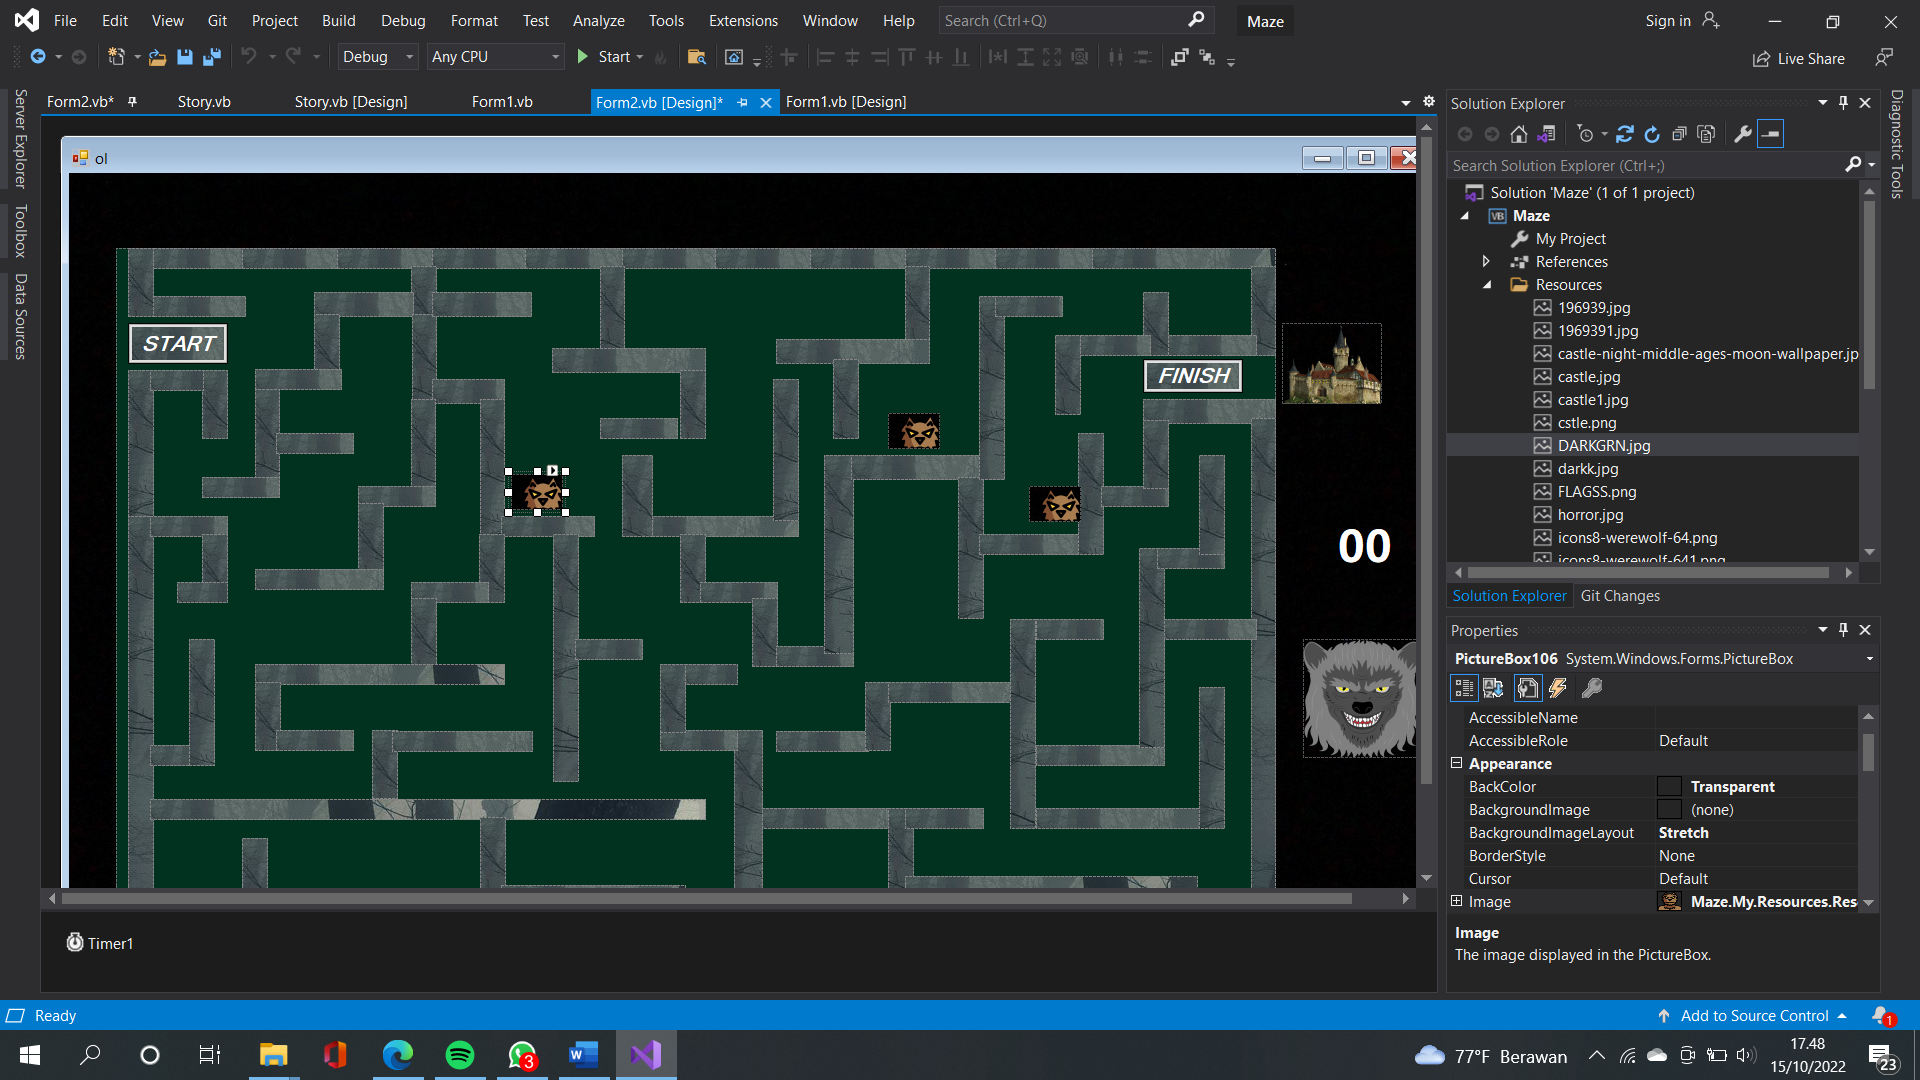 File Edit View Git Project Build Debug Format Test Analyze Tools Extensions Window Help Search (Ctrl+Q) Maze Sign in
Debug Any CPU Start Live Share
Server Explorer
Toolbox
Data Sources
Form2.vb* Story.vb Story.vb [Design] Form1.vb Form2.vb [Design]* Form1.vb [Design]
ol
START
FINISH
00
Timer1
Solution Explorer
Search Solution Explorer (Ctrl+;)
Solution 'Maze' (1 of 1 project)
VB Maze
My Project
References
Resources
196939.jpg
1969391.jpg
castle-night-middle-ages-moon-wallpaper.jp
castle.jpg
castle1.jpg
cstle.png
DARKGRN.jpg
darkk.jpg
FLAGSS.png
horror.jpg
icons8-werewolf-64.png
icons8-werewolf-641.png
Solution Explorer Git Changes
Properties
PictureBox106 System.Windows.Forms.PictureBox
AccessibleName
AccessibleRole Default
Appearance
BackColor Transparent
BackgroundImage (none)
BackgroundImageLayout Stretch
BorderStyle None
Cursor Default
Image Maze.My.Resources.Res
Image
The image displayed in the PictureBox.
Diagnostic Tools
Ready Add to Source Control 1
3 W 77°F Berawan 17.48
15/10/2022 23